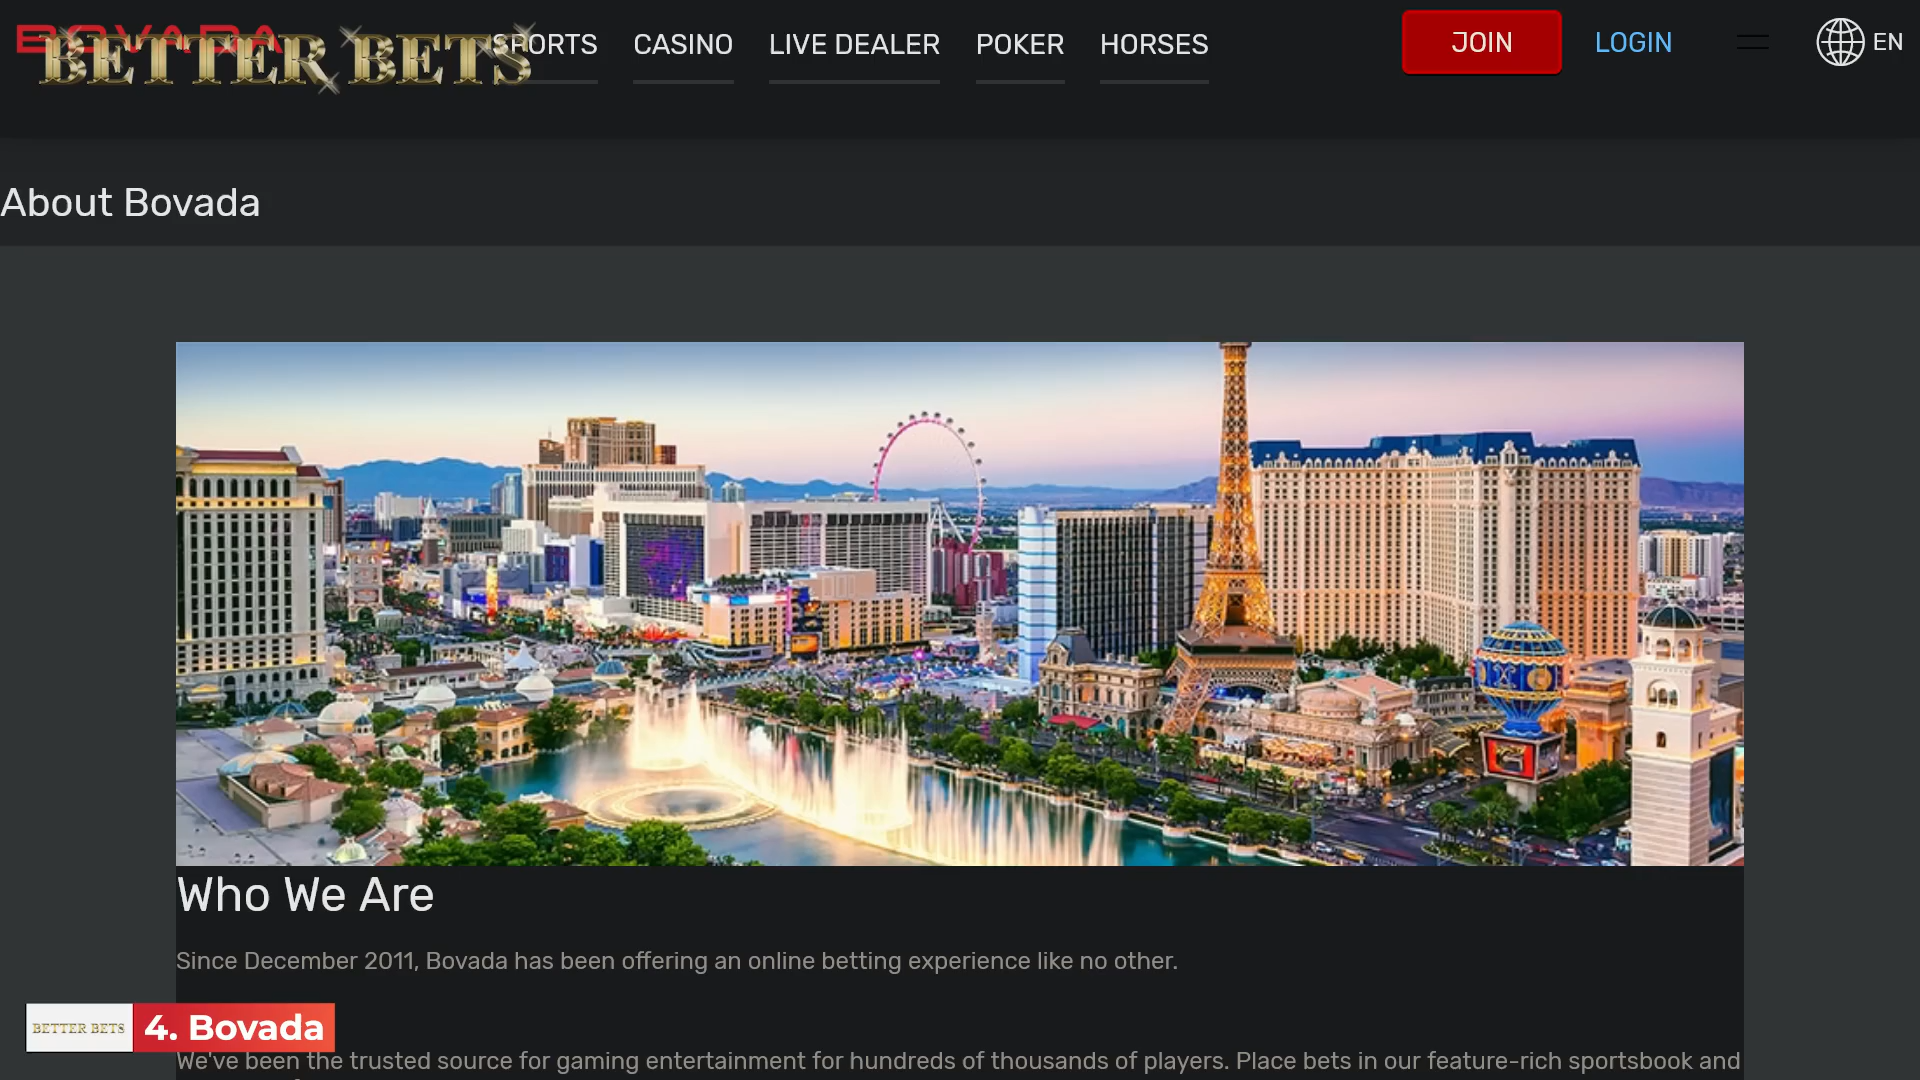 BOVADA
BETTER BETS
SPORTS CASINO LIVE DEALER POKER HORSES JOIN LOGIN EN
About Bovada
Who We Are
Since December 2011, Bovada has been offering an online betting experience like no other.
BETTER BETS 4. Bovada
We've been the trusted source for gaming entertainment for hundreds of thousands of players. Place bets in our feature-rich sportsbook and